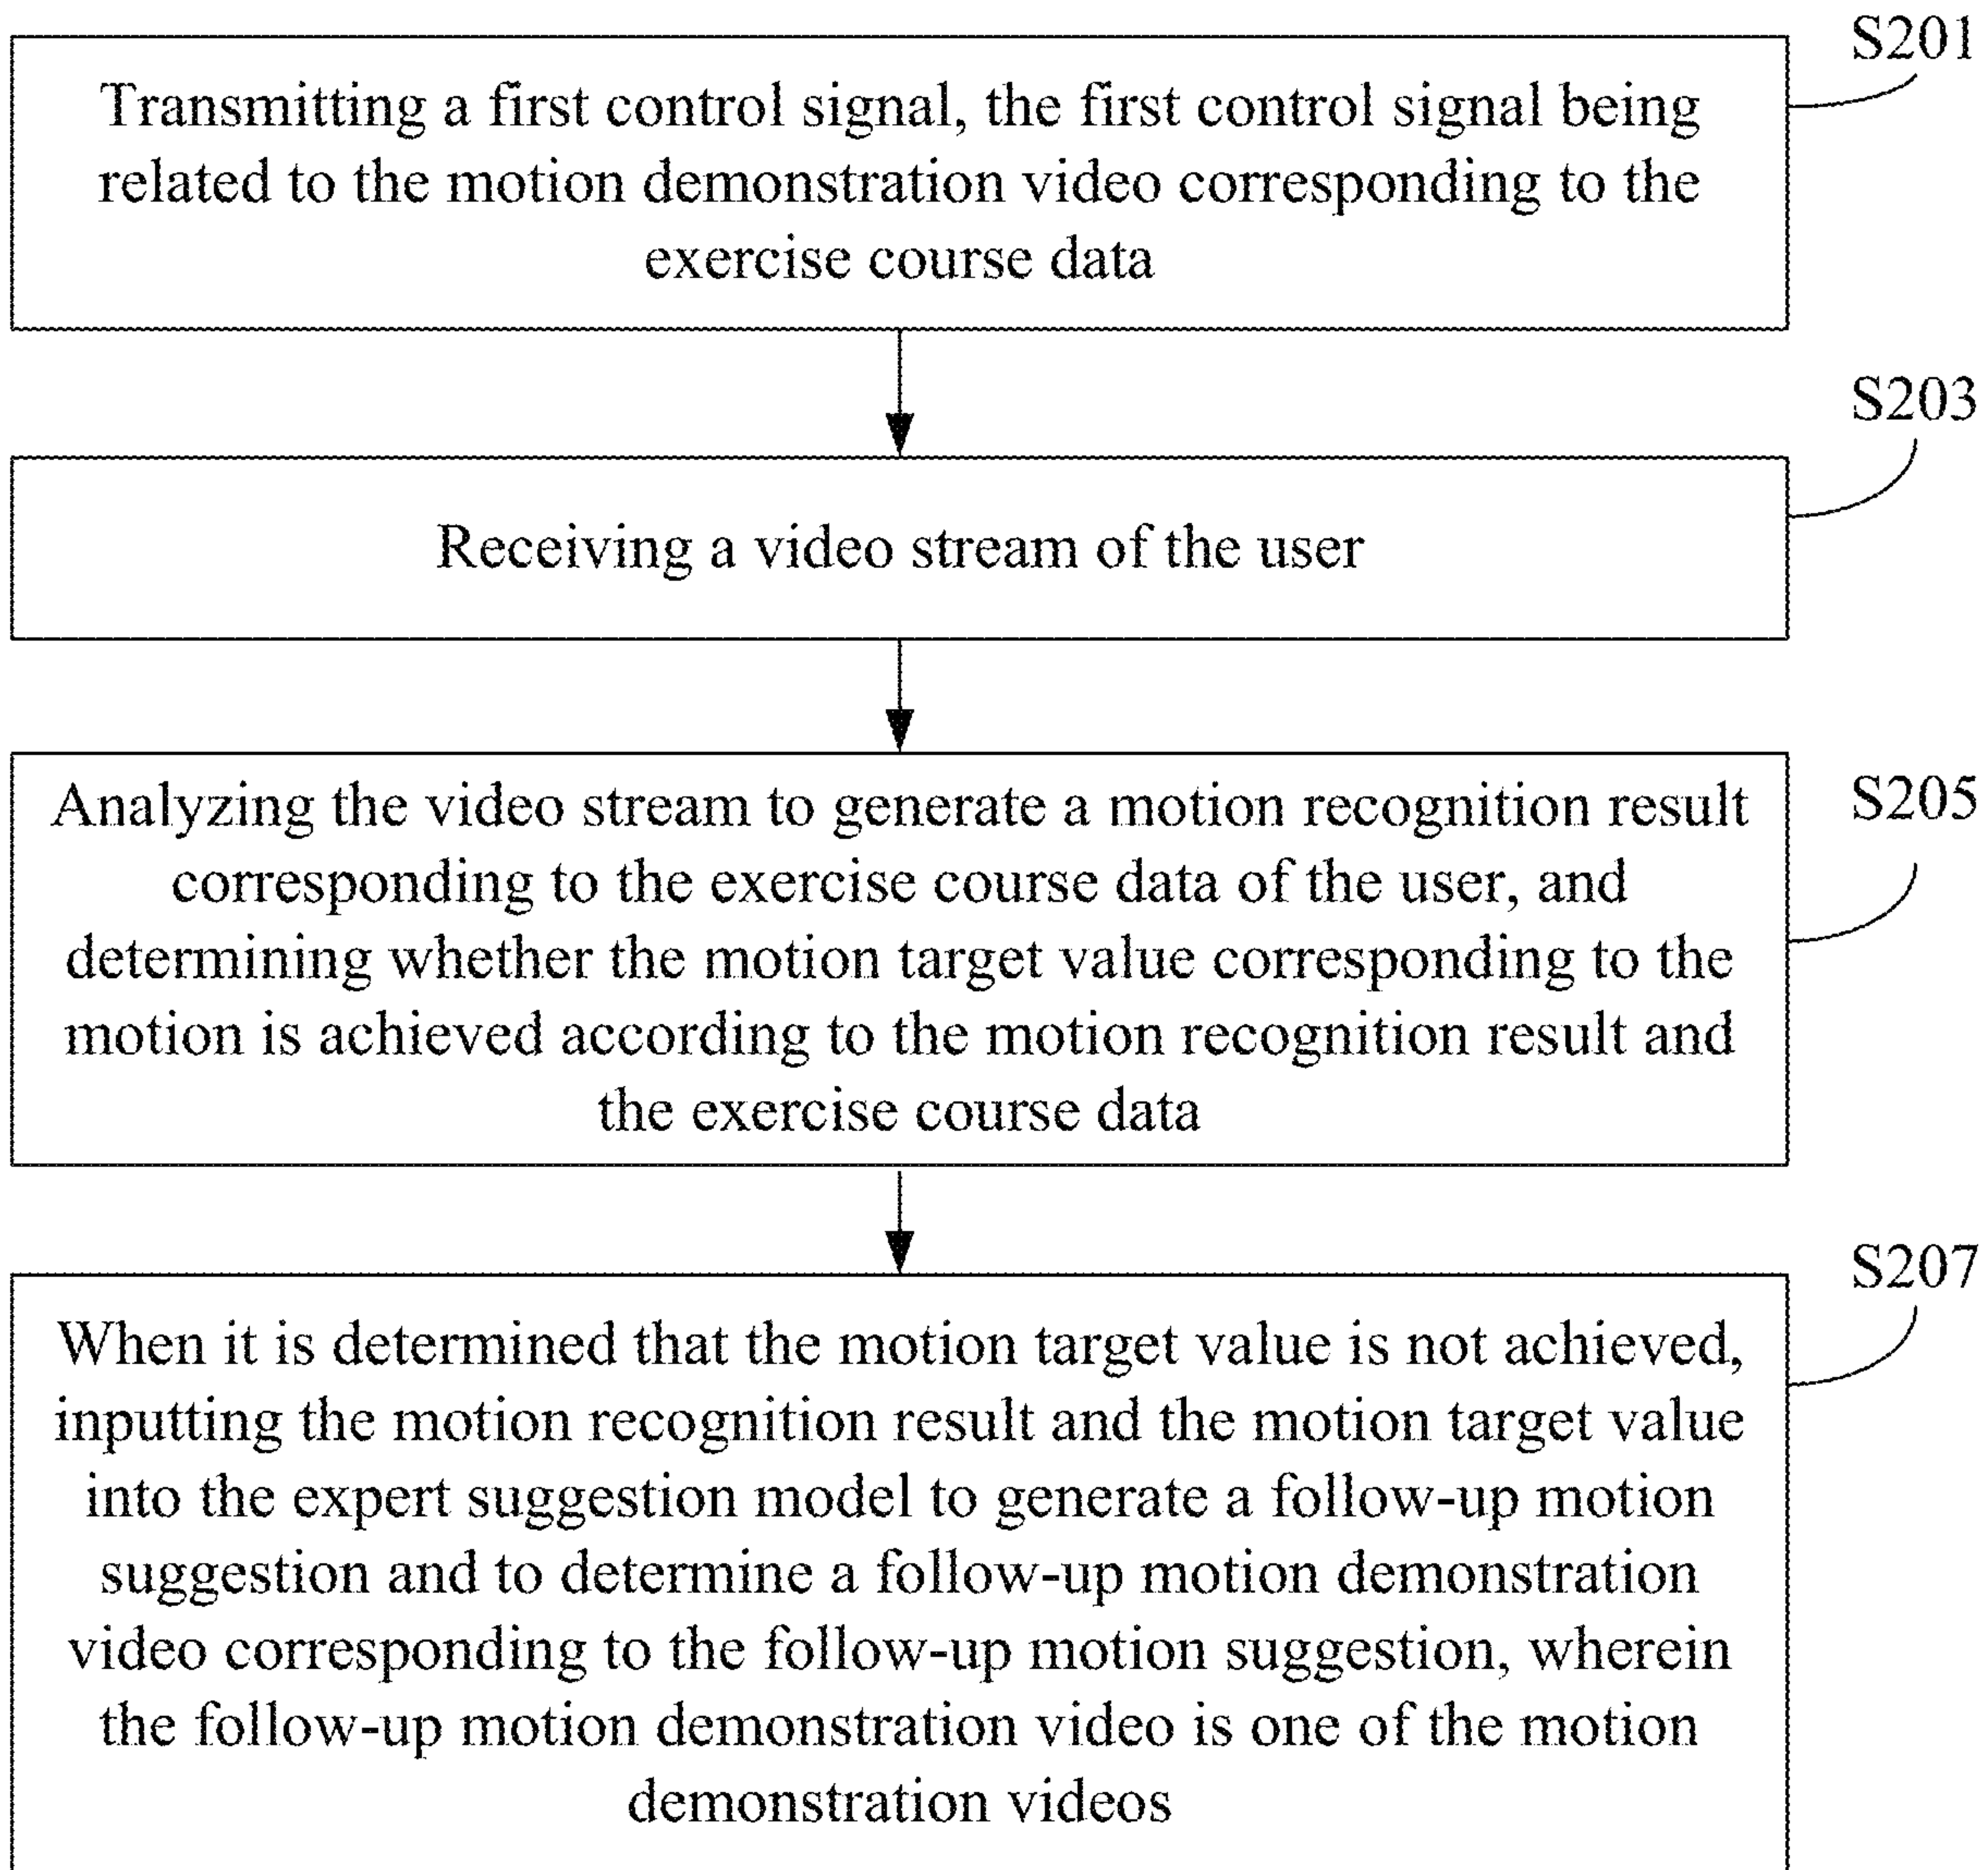 S201
Transmitting a first control signal, the first control signal being
related to the motion demonstration video corresponding to the
exercise course data
S203
Receiving a video stream of the user
S205
Analyzing the video stream to generate a motion recognition result
corresponding to the exercise course data of the user, and
determining whether the motion target value corresponding to the
motion is achieved according to the motion recognition result and
the exercise course data
S207
When it is determined that the motion target value is not achieved,
inputting the motion recognition result and the motion target value
into the expert suggestion model to generate a follow-up motion
suggestion and to determine a follow-up motion demonstration
video corresponding to the follow-up motion suggestion, wherein
the follow-up motion demonstration video is one of the motion
demonstration videos